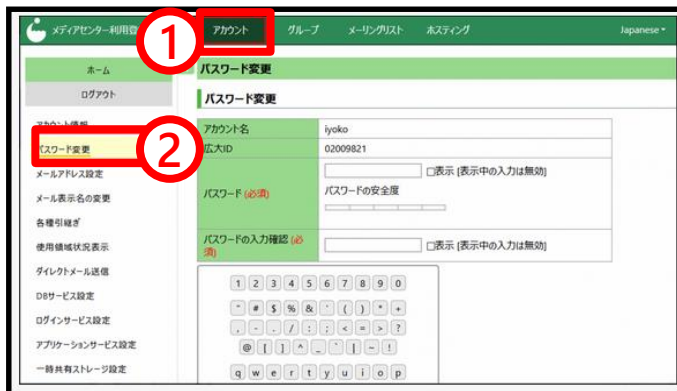 メディアセンター利用登
アカウント
グループ
メーリングリスト
ホスティング
Japanese
1
ホーム
ログアウト
アカウント情報
2
パスワード変更
メールアドレス設定
メール表示名の変更
各種引継ぎ
使用領域状況表示
ダイレクトメール送信
DBサービス設定
ログインサービス設定
アプリケーションサービス設定
一時共有ストレージ設定
パスワード変更
パスワード変更
アカウント名 iyoko
広大ID 02009821
パスワード (必須) □表示 [表示中の入力は無効]
パスワードの安全度
パスワードの入力確認 (必須) □表示 [表示中の入力は無効]
1 2 3 4 5 6 7 8 9 0
" # $ % & ' ( ) * +
, - . / : ; < = > ?
@ [ ] ^ _ ` | ~ !
q w e r t y u i o p